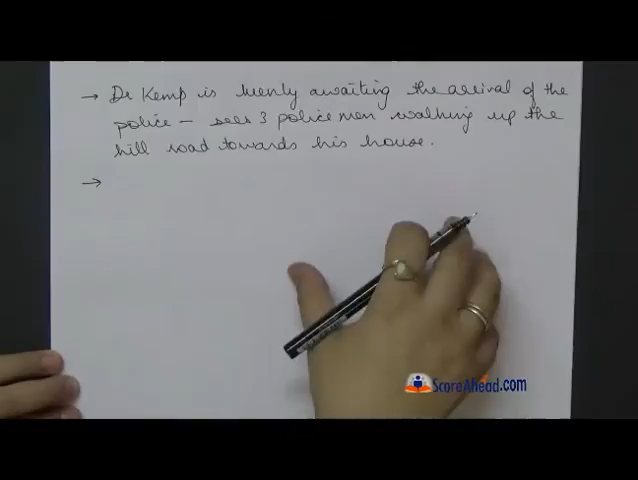 → Dr Kemp is keenly awaiting the arrival of the
police – sees 3 police men walking up the
hill road towards his house.
→
ScoreAhead.com